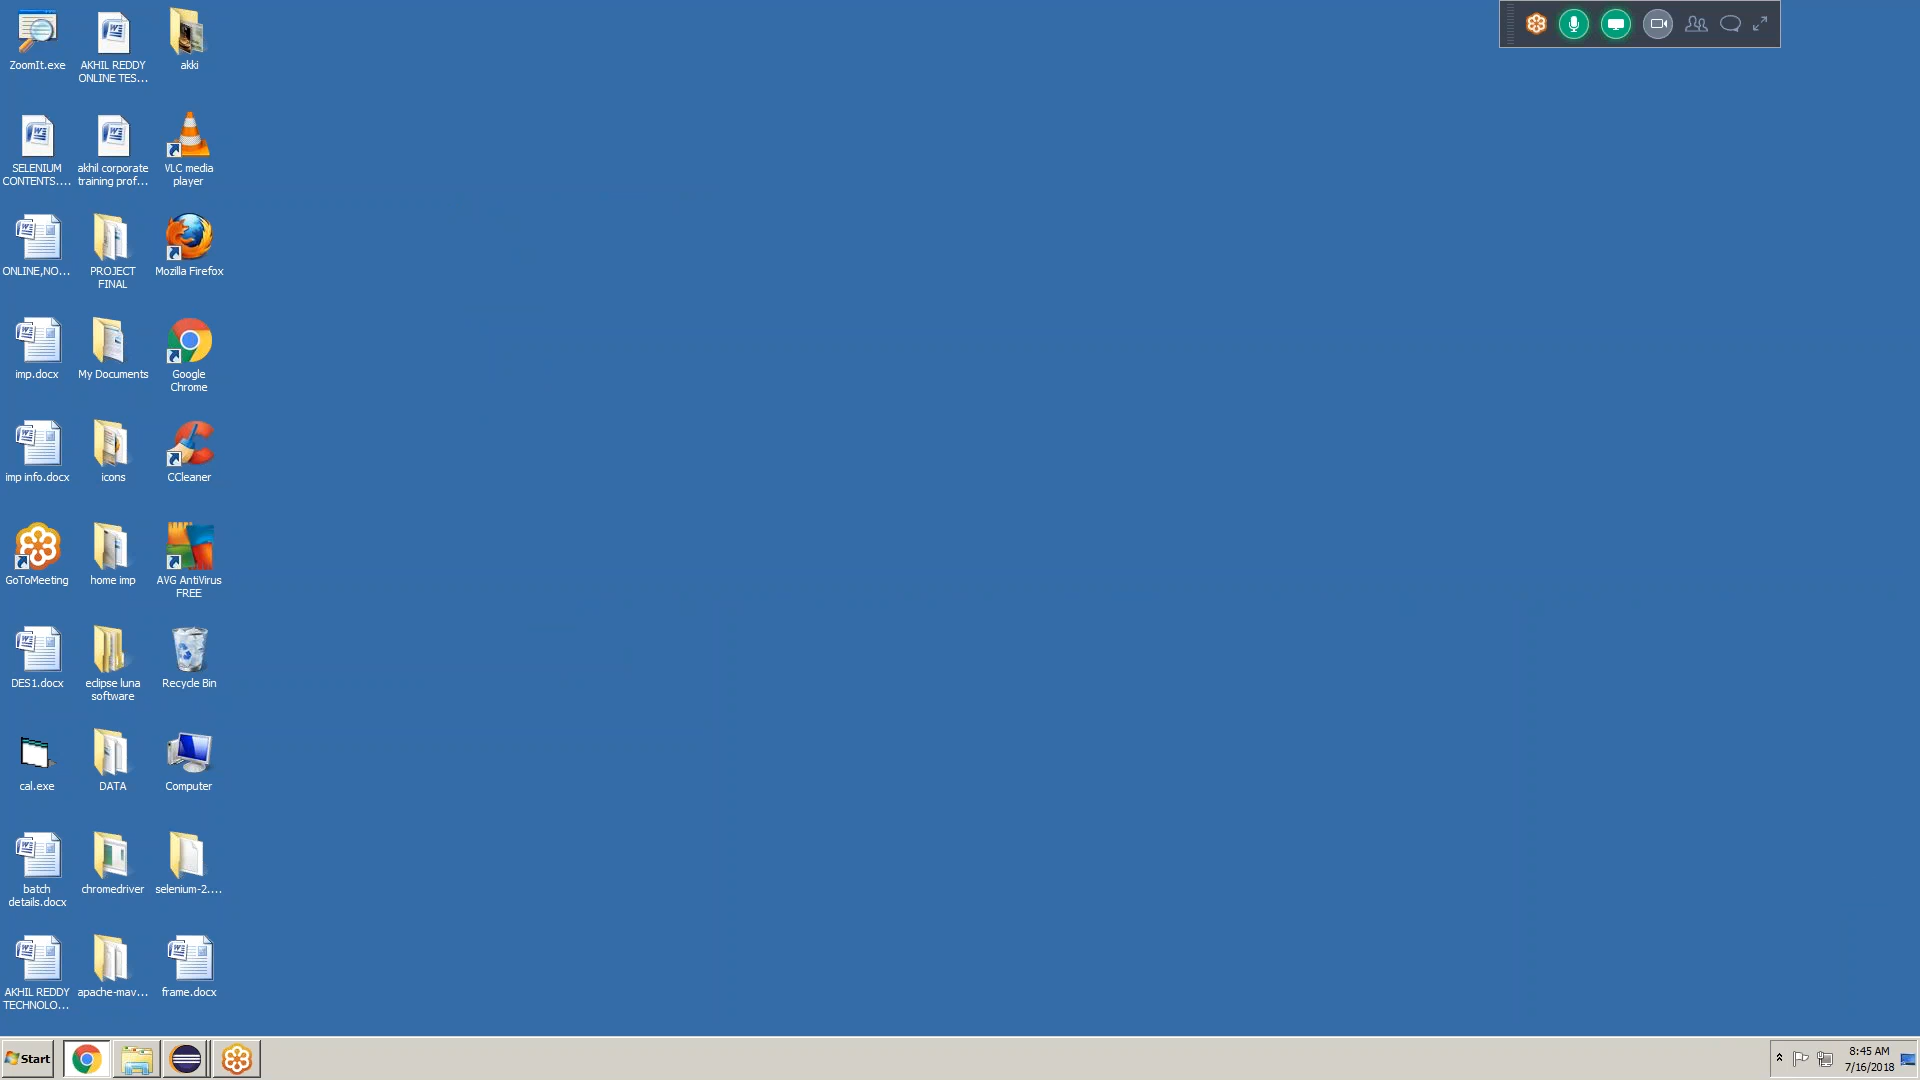 ZoomIt.exe
AKHIL REDDY
ONLINE TES...
akki
SELENIUM
CONTENTS....
akhil corporate
training prof...
VLC media
player
ONLINE,NO...
PROJECT
FINAL
Mozilla Firefox
imp.docx
My Documents
Google
Chrome
imp info.docx
icons
CCleaner
GoToMeeting
home imp
AVG AntiVirus
FREE
DES1.docx
eclipse luna
software
Recycle Bin
cal.exe
DATA
Computer
batch
details.docx
chromedriver
selenium-2....
AKHIL REDDY
TECHNOLO...
apache-mav...
frame.docx
Start
8:45 AM
7/16/2018